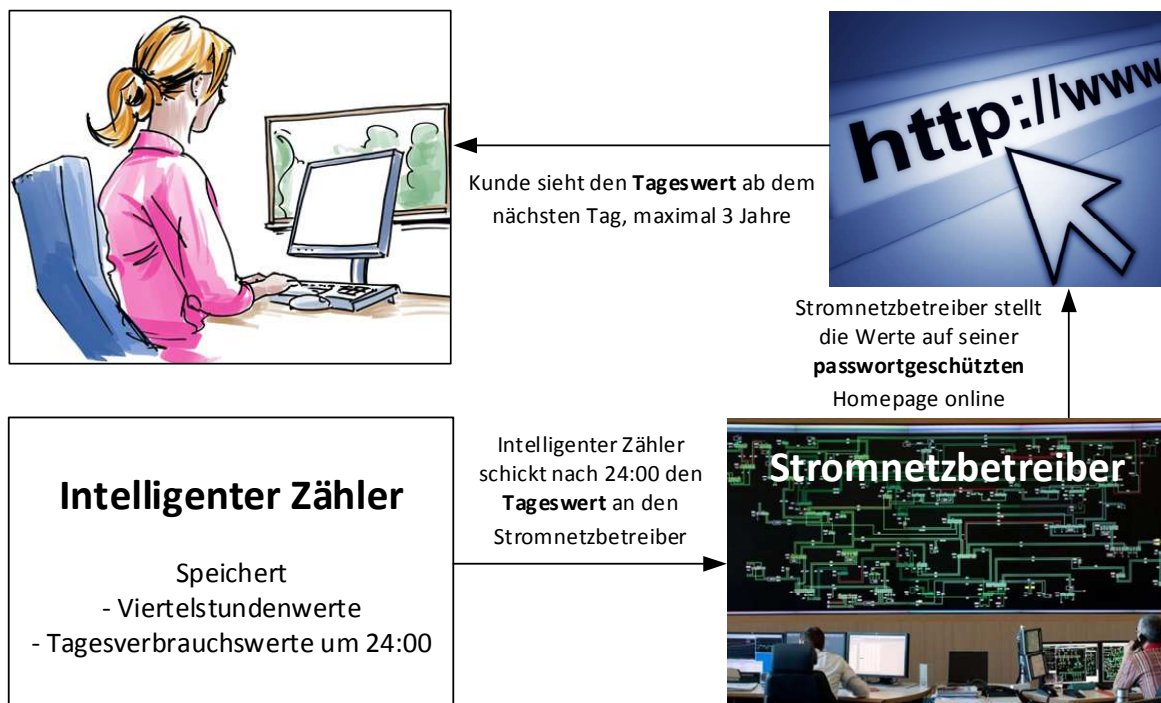 http://www
Kunde sieht den Tageswert ab dem
nächsten Tag, maximal 3 Jahre
Stromnetzbetreiber stellt
die Werte auf seiner
passwortgeschützten
Homepage online
Intelligenter Zähler
Speichert
- Viertelstundenwerte
- Tagesverbrauchswerte um 24:00
Intelligenter Zähler
schickt nach 24:00 den
Tageswert an den
Stromnetzbetreiber
Stromnetzbetreiber